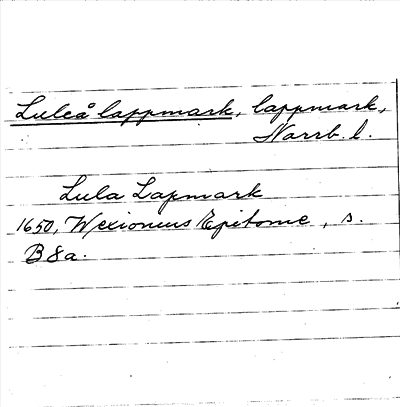 Luleå lappmark, lappmark,
Norrb. l.
Lula Lapmark
1650, Wexionius Epitome, s.
B8a.